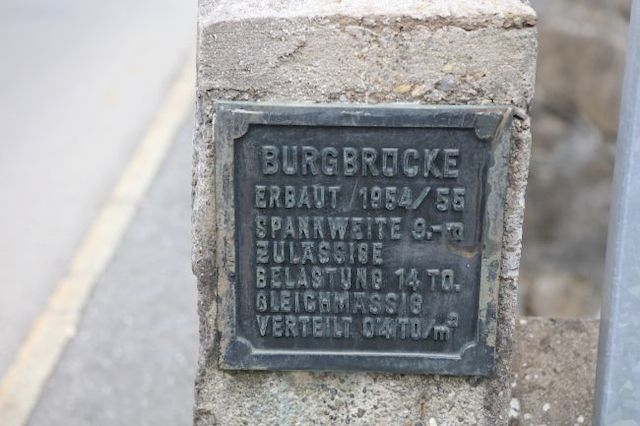 BURGBRÜCKE
ERBAUT 1954/55
SPANNWEITE 9.-m
ZULÄSSIGE
BELASTUNG 14 TO.
GLEICHMÄSSIG
VERTEILT 0,4 TO/m²